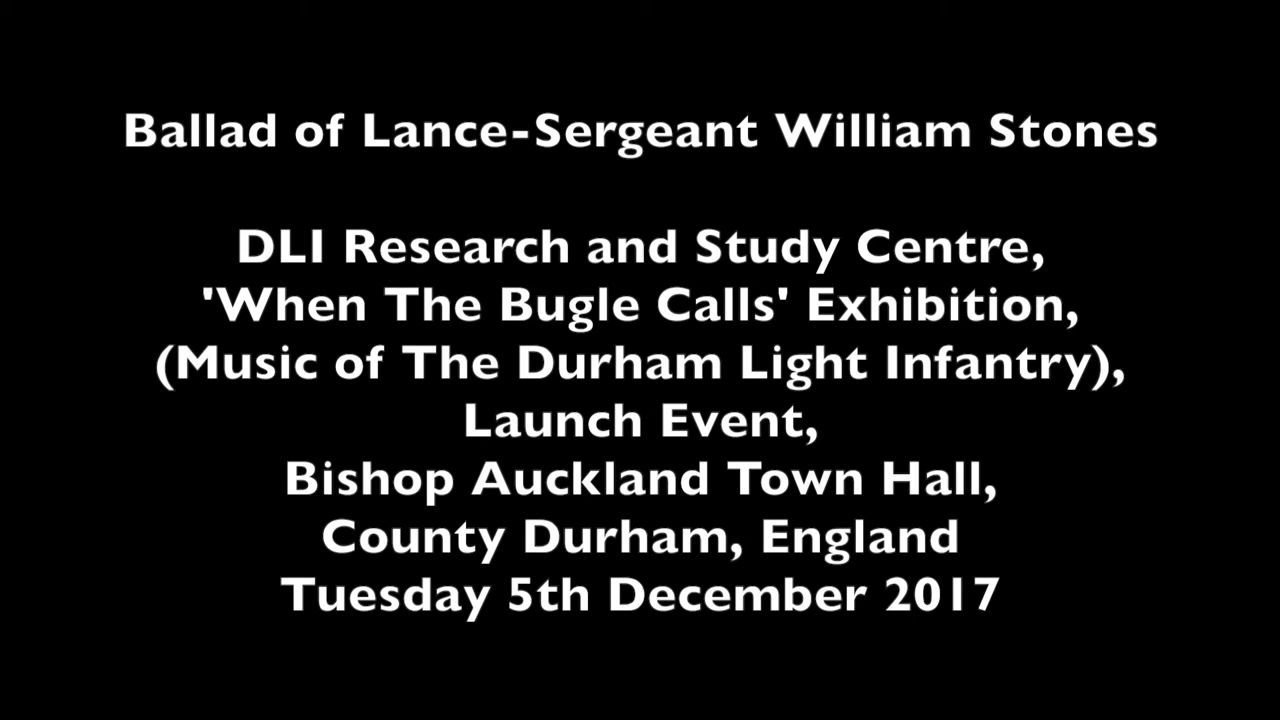 Ballad of Lance-Sergeant William Stones
DLI Research and Study Centre,
'When The Bugle Calls' Exhibition,
(Music of The Durham Light Infantry),
Launch Event,
Bishop Auckland Town Hall,
County Durham, England
Tuesday 5th December 2017